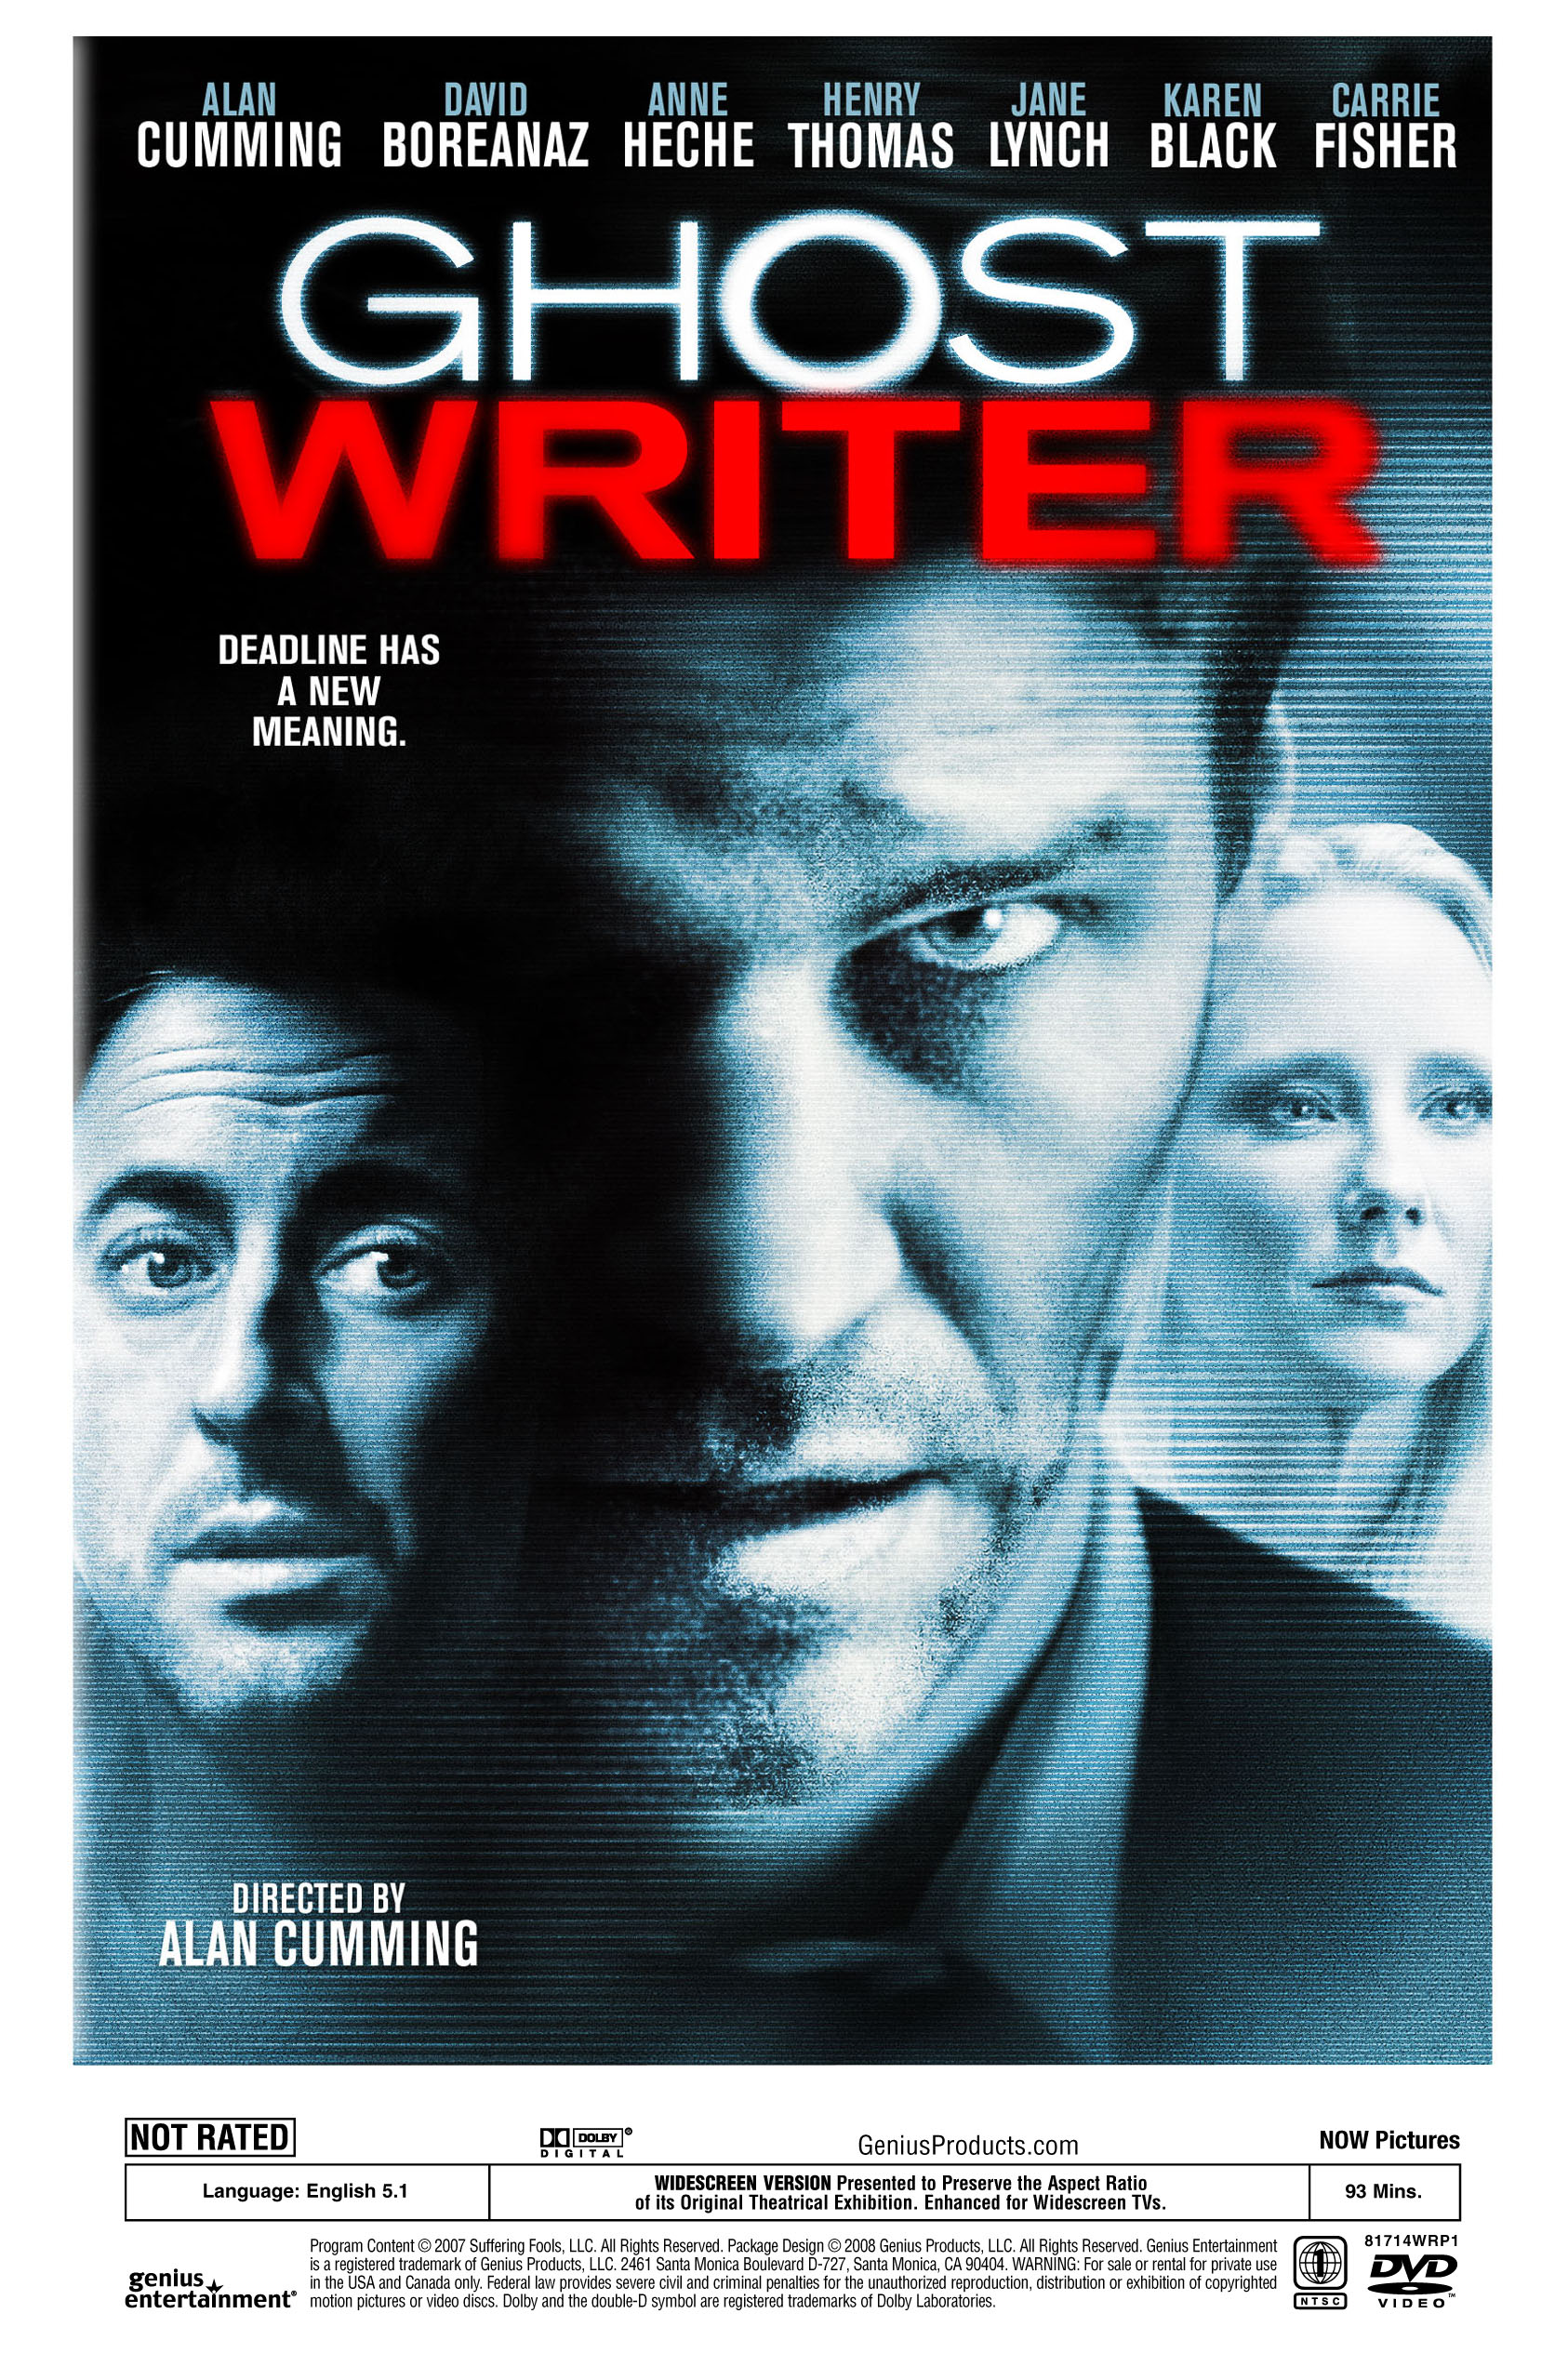 ALAN CUMMING DAVID BOREANAZ ANNE HECHE HENRY THOMAS JANE LYNCH KAREN BLACK CARRIE FISHER
GHOST
WRITER
DEADLINE HAS
A NEW
MEANING.
DIRECTED BY
ALAN CUMMING
NOT RATED
DOLBY®
DIGITAL
GeniusProducts.com
NOW Pictures
Language: English 5.1
WIDESCREEN VERSION Presented to Preserve the Aspect Ratio
of its Original Theatrical Exhibition. Enhanced for Widescreen TVs.
93 Mins.
genius
entertainment®
Program Content © 2007 Suffering Fools, LLC. All Rights Reserved. Package Design © 2008 Genius Products, LLC. All Rights Reserved. Genius Entertainment
is a registered trademark of Genius Products, LLC. 2461 Santa Monica Boulevard D-727, Santa Monica, CA 90404. WARNING: For sale or rental for private use
in the USA and Canada only. Federal law provides severe civil and criminal penalties for the unauthorized reproduction, distribution or exhibition of copyrighted
motion pictures or video discs. Dolby and the double-D symbol are registered trademarks of Dolby Laboratories.
1
NTSC
81714WRP1
DVD
VIDEO™